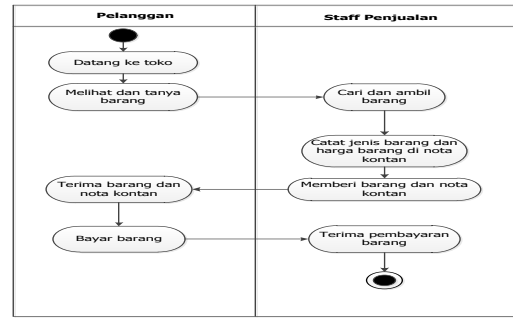 Pelanggan
Staff Penjualan
Datang ke toko
Melihat dan tanya
barang
Cari dan ambil
barang
Catat jenis barang dan
harga barang di nota
kontan
Memberi barang dan nota
kontan
Terima barang dan
nota kontan
Bayar barang
Terima pembayaran
barang